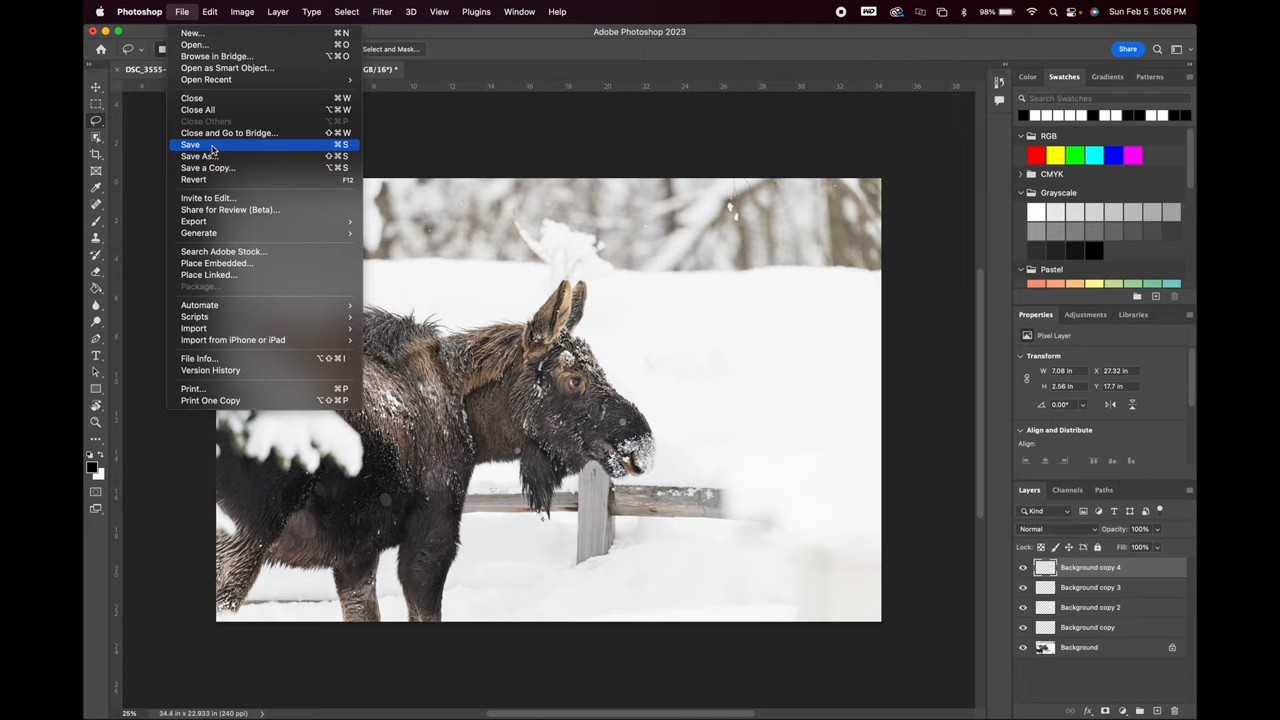 Photoshop File Edit Image Layer Type Select Filter 3D View Plugins Window Help 98% Sun Feb 5 5:06 PM
Adobe Photoshop 2023
Select and Mask... Share
DSC_3555- GB/16*) *
New... ⌘N
Open... ⌘O
Browse in Bridge... ⌥⌘O
Open as Smart Object...
Open Recent
Close ⌘W
Close All ⌥⌘W
Close Others ⌥⌘P
Close and Go to Bridge... ⇧⌘W
Save ⌘S
Save As... ⇧⌘S
Save a Copy... ⌥⌘S
Revert F12
Invite to Edit...
Share for Review (Beta)...
Export
Generate
Search Adobe Stock...
Place Embedded...
Place Linked...
Package...
Automate
Scripts
Import
Import from iPhone or iPad
File Info... ⌥⇧⌘I
Version History
Print... ⌘P
Print One Copy ⌥⇧⌘P
Color Swatches Gradients Patterns
Search Swatches
RGB
CMYK
Grayscale
Pastel
Properties Adjustments Libraries
Pixel Layer
Transform
W: 7.08 in X: 27.32 in
H: 2.56 in Y: 17.7 in
0.00°
Align and Distribute
Align:
Layers Channels Paths
Kind
Normal Opacity: 100%
Lock: Fill: 100%
Background copy 4
Background copy 3
Background copy 2
Background copy
Background
25% 34.4 in x 22.933 in (240 ppi)